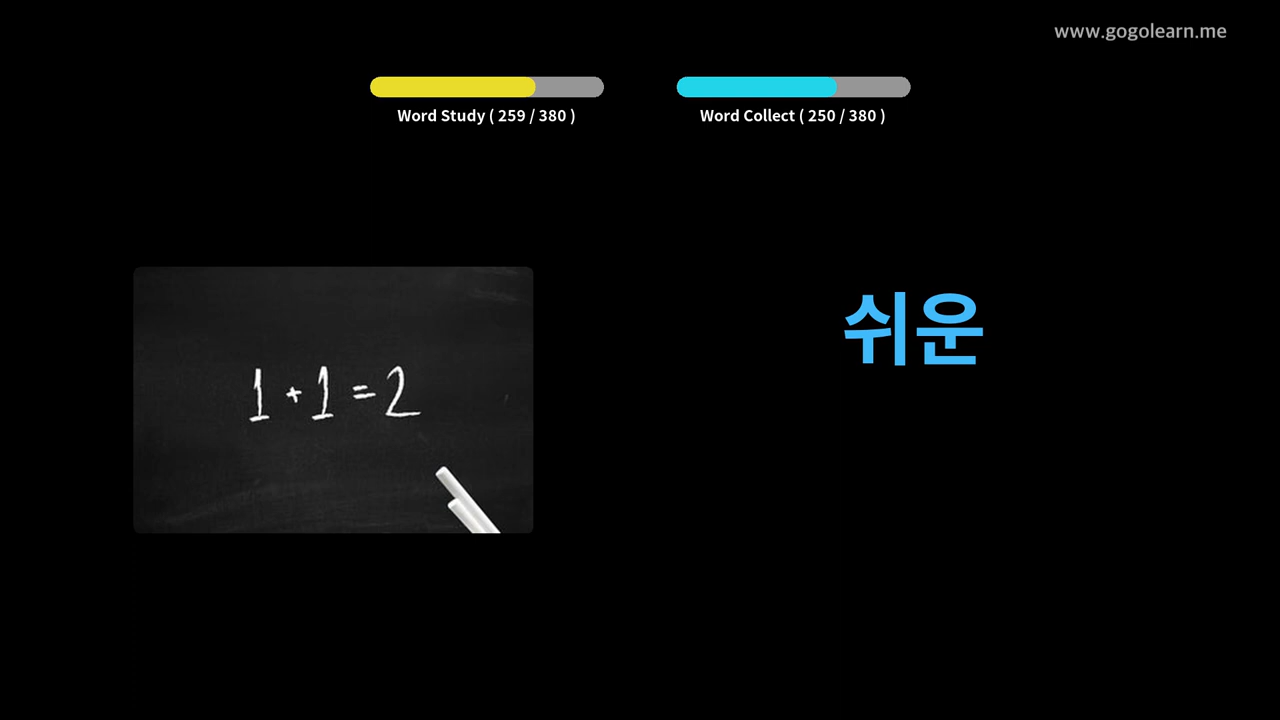 www.gogolearn.me
Word Study ( 259 / 380 )
Word Collect ( 250 / 380 )
쉬운
1 + 1 = 2